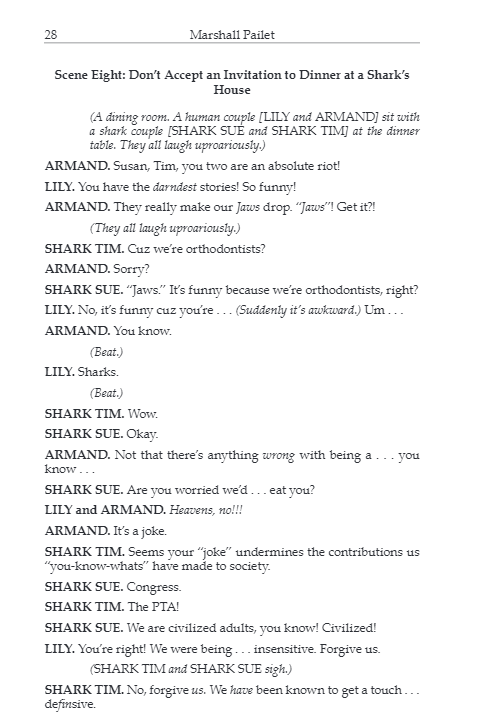 28 Marshall Pailet
Scene Eight: Don't Accept an Invitation to Dinner at a Shark's
House
(A dining room. A human couple [LILY and ARMAND] sit with
a shark couple [SHARK SUE and SHARK TIM] at the dinner
table. They all laugh uproariously.)
ARMAND. Susan, Tim, you two are an absolute riot!
LILY. You have the darndest stories! So funny!
ARMAND. They really make our Jaws drop. "Jaws"! Get it?!
(They all laugh uproariously.)
SHARK TIM. Cuz we're orthodontists?
ARMAND. Sorry?
SHARK SUE. "Jaws." It's funny because we're orthodontists, right?
LILY. No, it's funny cuz you're . . . (Suddenly it's awkward.) Um . . .
ARMAND. You know.
(Beat.)
LILY. Sharks.
(Beat.)
SHARK TIM. Wow.
SHARK SUE. Okay.
ARMAND. Not that there's anything wrong with being a . . . you
know . . .
SHARK SUE. Are you worried we'd . . . eat you?
LILY and ARMAND. Heavens, no!!!
ARMAND. It's a joke.
SHARK TIM. Seems your "joke" undermines the contributions us
"you-know-whats" have made to society.
SHARK SUE. Congress.
SHARK TIM. The PTA!
SHARK SUE. We are civilized adults, you know! Civilized!
LILY. You're right! We were being . . . insensitive. Forgive us.
(SHARK TIM and SHARK SUE sigh.)
SHARK TIM. No, forgive us. We have been known to get a touch . . .
definsive.